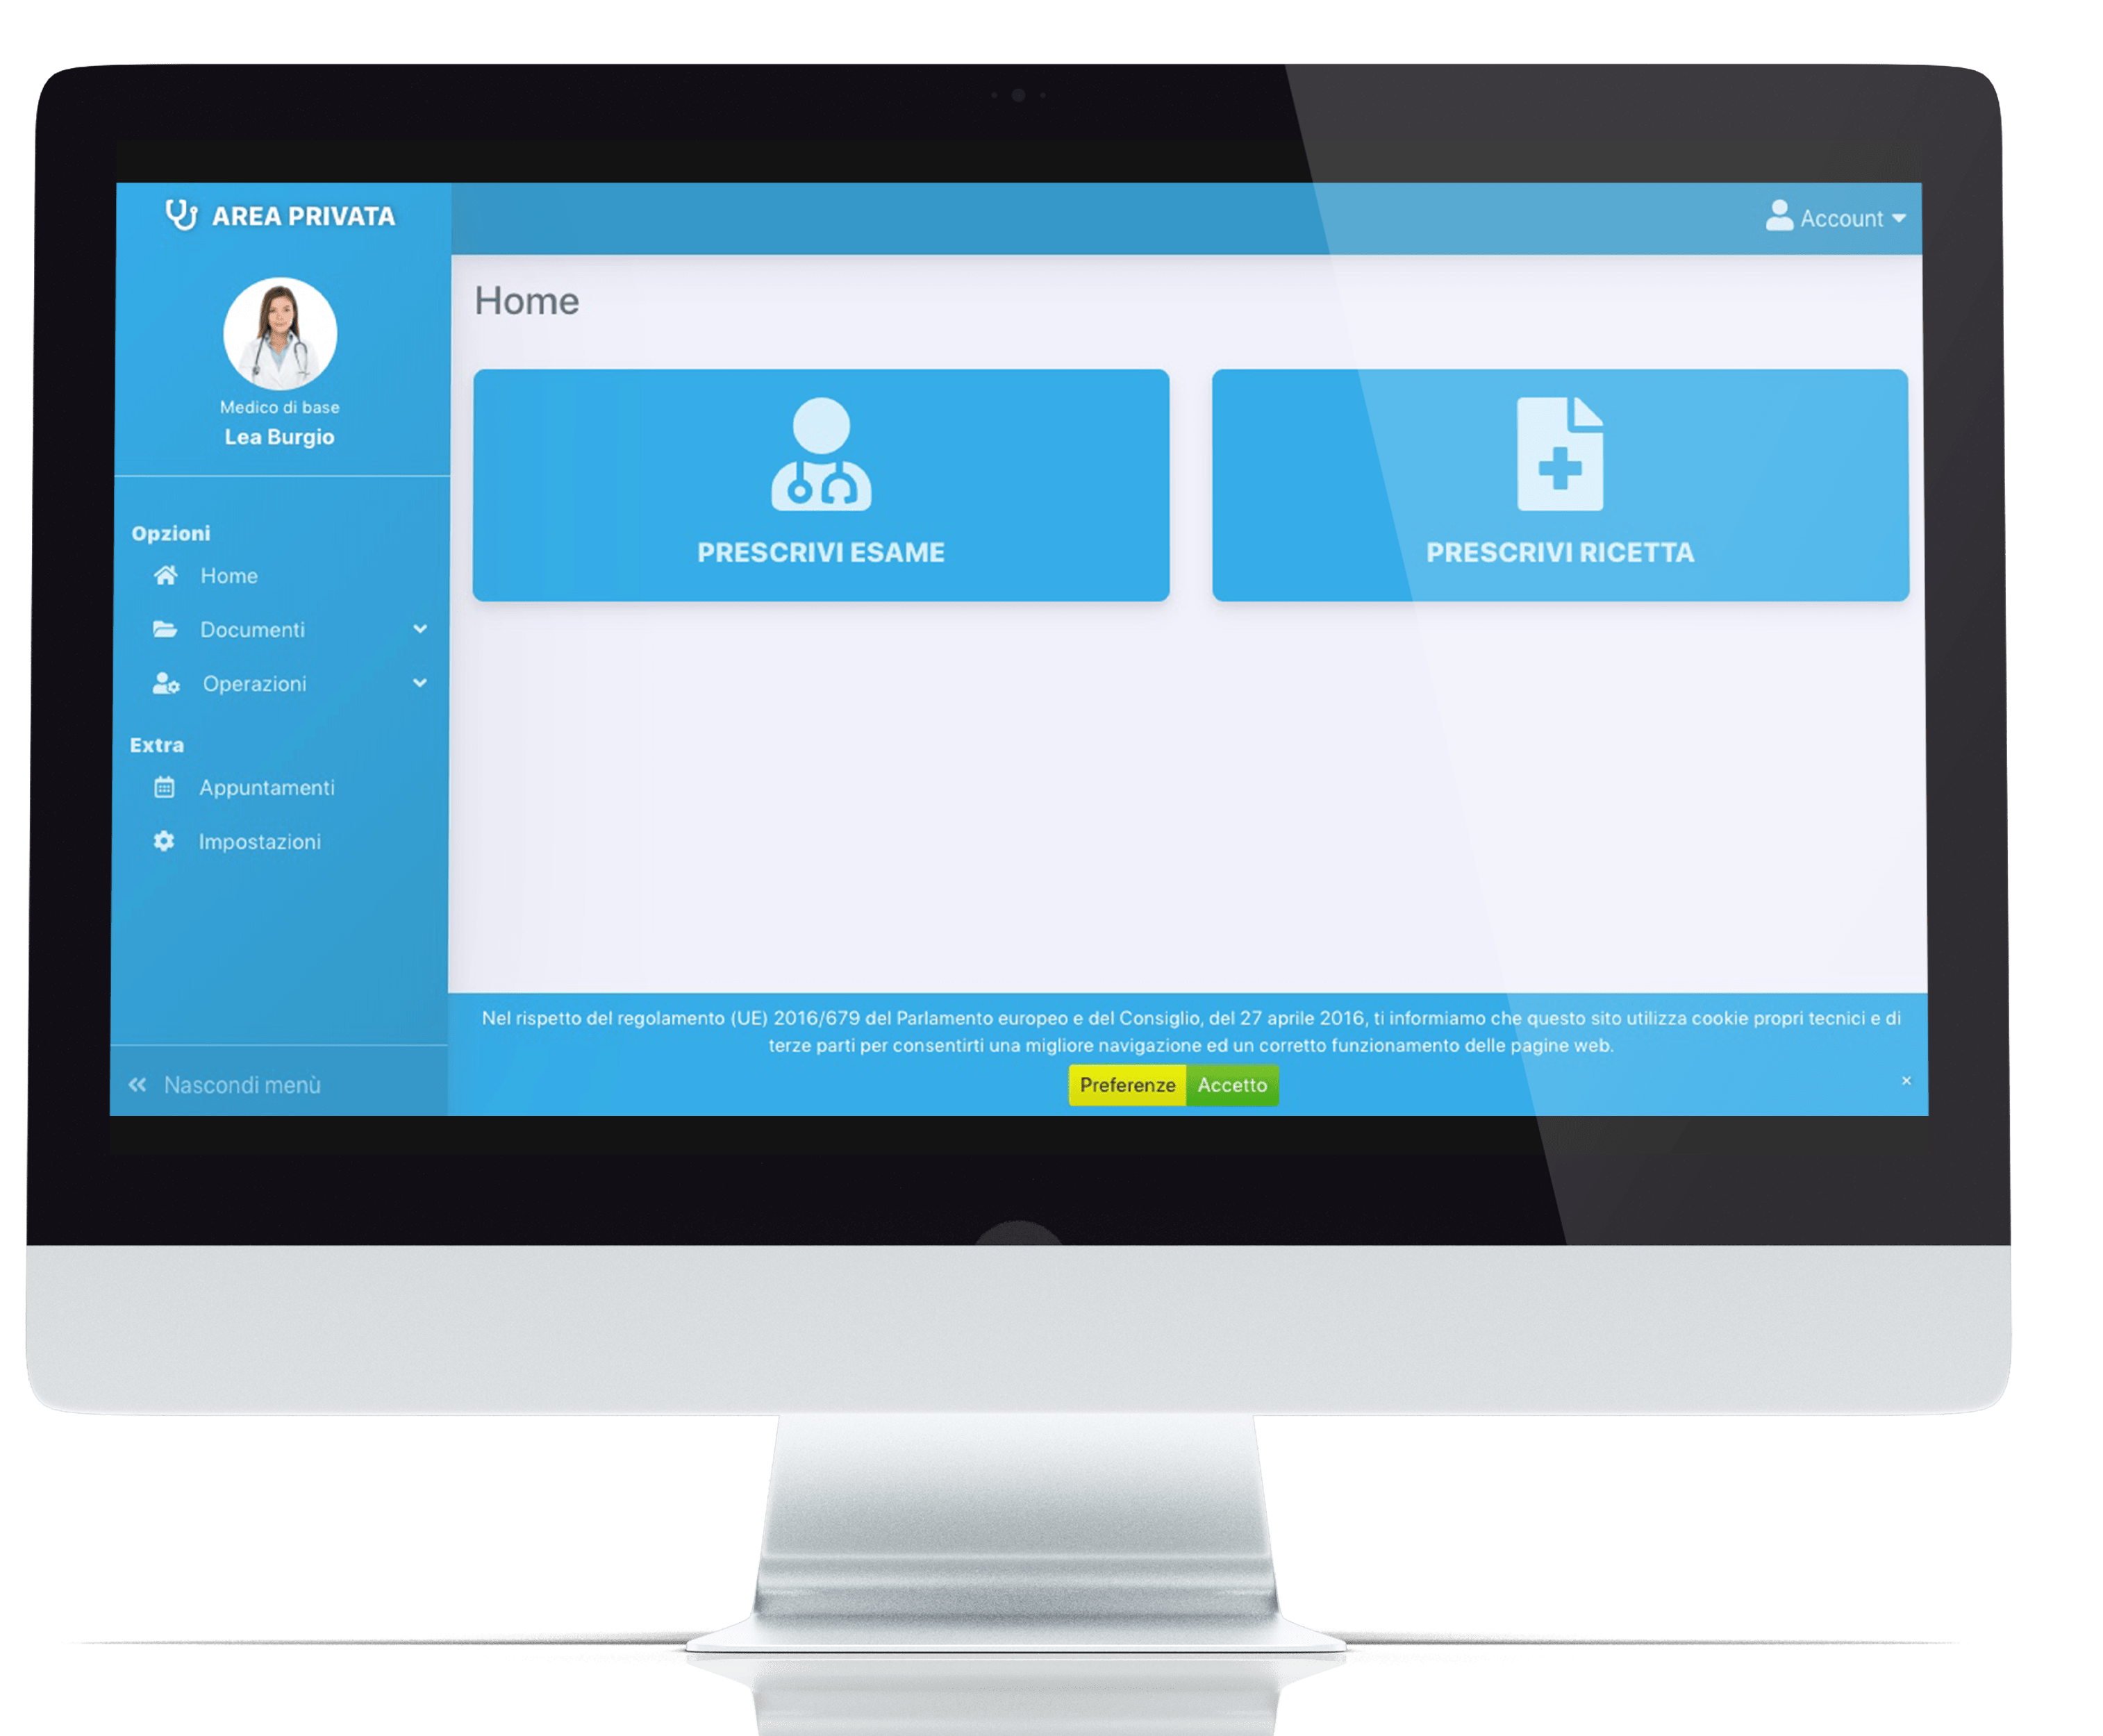 AREA PRIVATA
Account
Medico di base
Lea Burgio
Opzioni
Home
Documenti
Operazioni
Extra
Appuntamenti
Impostazioni
Nascondi menù
Home
PRESCRIVI ESAME
PRESCRIVI RICETTA
Nel rispetto del regolamento (UE) 2016/679 del Parlamento europeo e del Consiglio, del 27 aprile 2016, ti informiamo che questo sito utilizza cookie propri tecnici e di
terze parti per consentirti una migliore navigazione ed un corretto funzionamento delle pagine web.
Preferenze Accetto
×